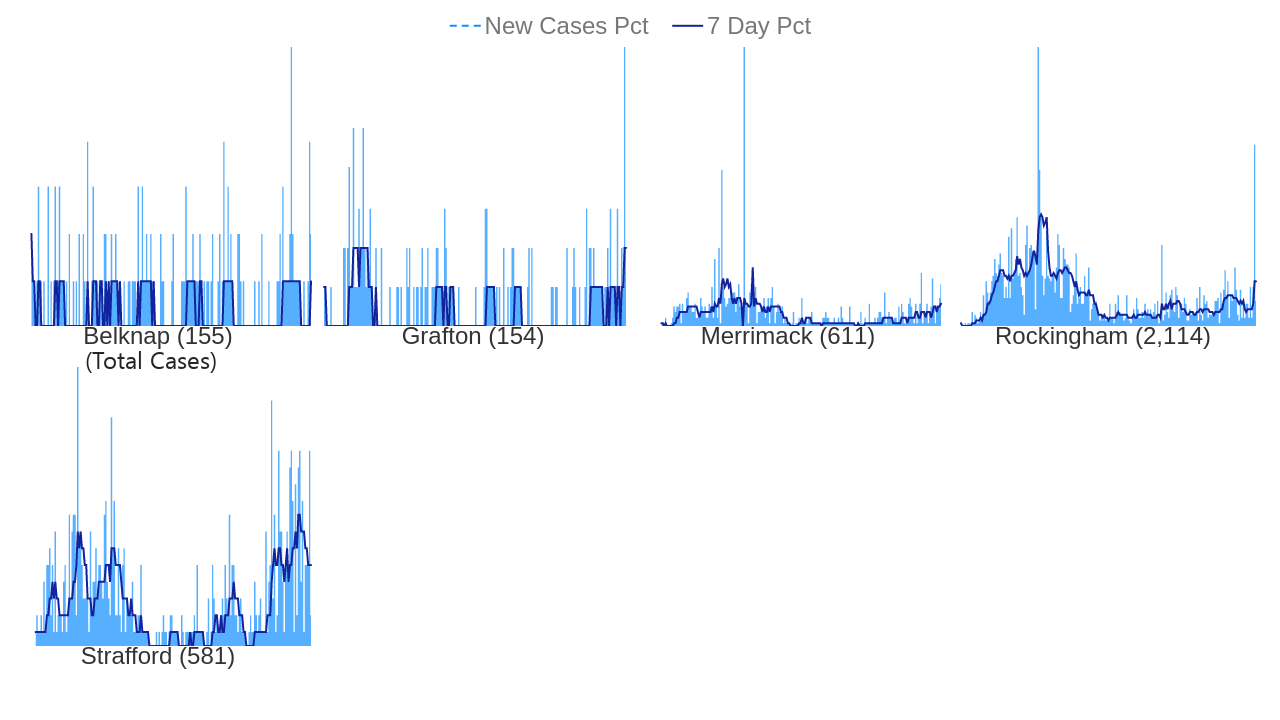 New Cases Pct 7 Day Pct
Belknap (155)
(Total Cases)
Grafton (154)
Merrimack (611)
Rockingham (2,114)
Strafford (581)